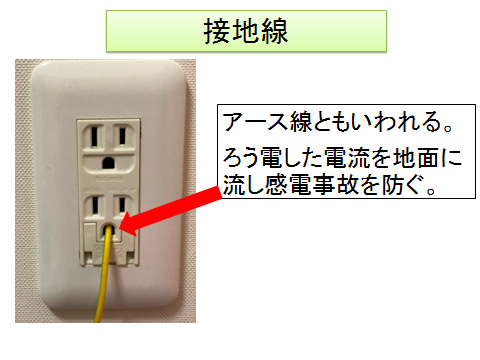 接地線
アース線ともいわれる。
ろう電した電流を地面に
流し感電事故を防ぐ。